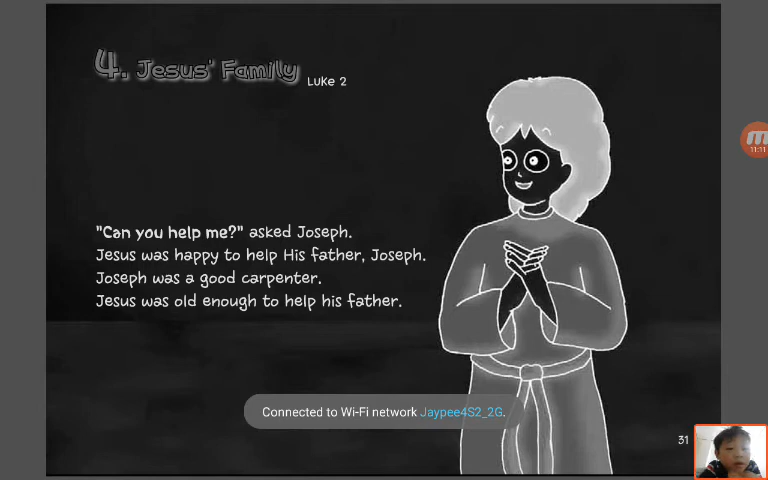 4. Jesus' Family
Luke 2
"Can you help me?" asked Joseph.
Jesus was happy to help His father, Joseph.
Joseph was a good carpenter.
Jesus was old enough to help his father.
Connected to Wi-Fi network Jaypee4S2_2G.
31
11:11